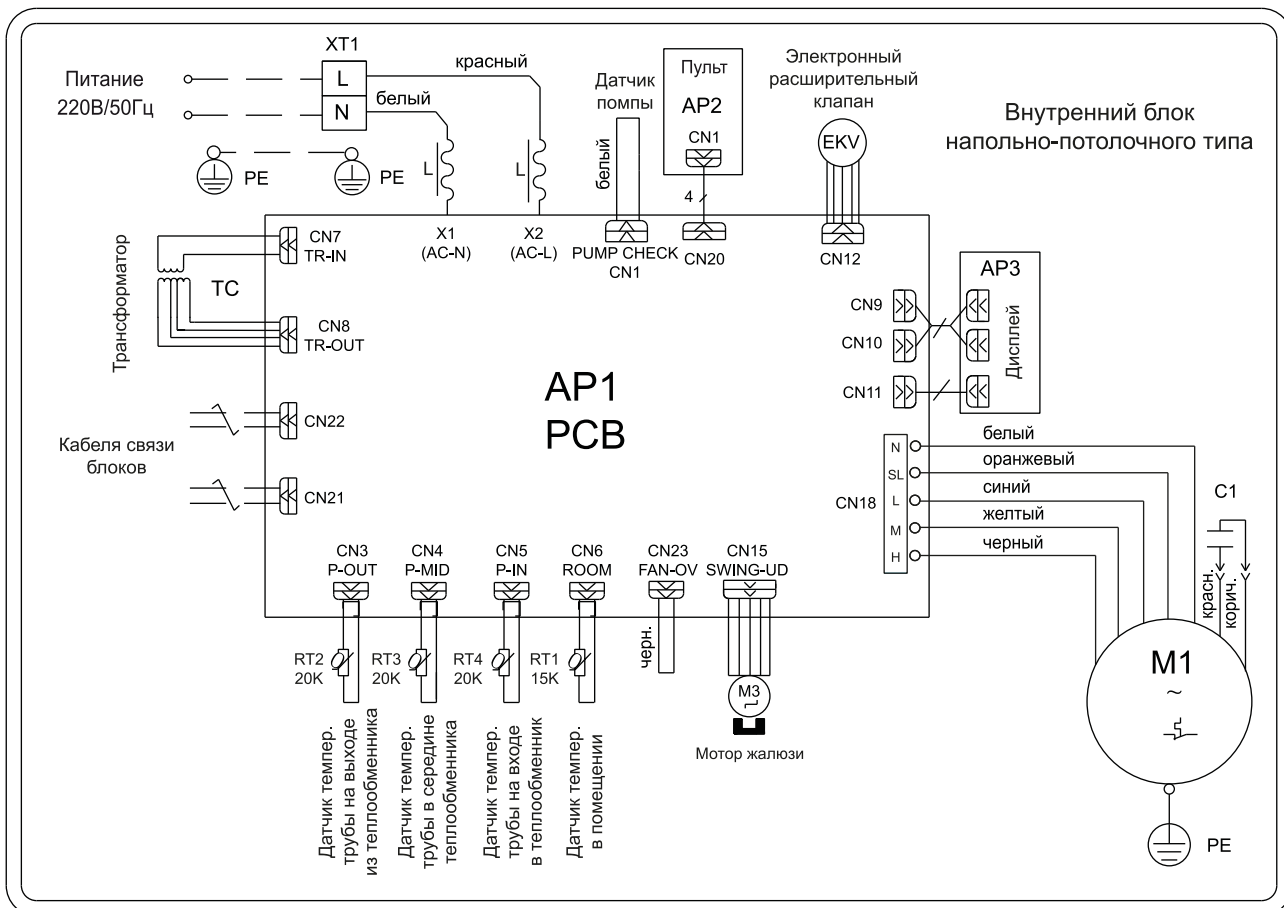 XT1
Питание
220В/50Гц
L
N
красный
белый
PE
PE
L
L
Датчик
помпы
белый
Пульт
AP2
CN1
4
Электронный
расширительный
клапан
EKV
Внутренний блок
напольно-потолочного типа
Трансформатор
TC
CN7
TR-IN
CN8
TR-OUT
X1
(AC-N)
X2
(AC-L)
PUMP CHECK
CN1
CN20
CN12
CN9
CN10
CN11
AP3
Дисплей
AP1
PCB
CN22
Кабеля связи
блоков
CN21
CN18
N
SL
L
M
H
белый
оранжевый
синий
желтый
черный
C1
красн.
корич.
M1
~
PE
CN3
P-OUT
CN4
P-MID
CN5
P-IN
CN6
ROOM
CN23
FAN-OV
CN15
SWING-UD
RT2
20K
RT3
20K
RT4
20K
RT1
15K
черн.
M3
Мотор жалюзи
Датчик темпер.
трубы на выходе
из теплообменника
Датчик темпер.
трубы в середине
теплообменника
Датчик темпер.
трубы на входе
в теплообменник
Датчик темпер.
в помещении